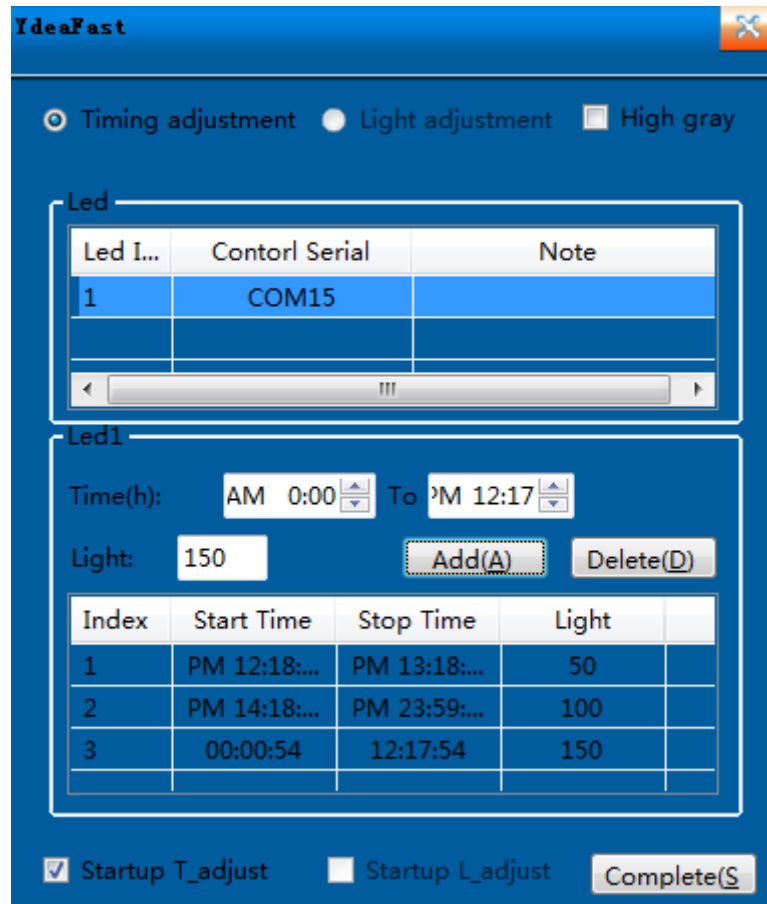 YdeaFast
Timing adjustment Light adjustment High gray
Led
Led I... Contorl Serial Note
1 COM15
Led1
Time(h): AM 0:00 To PM 12:17
Light: 150 Add(A) Delete(D)
Index Start Time Stop Time Light
1 PM 12:18:... PM 13:18:... 50
2 PM 14:18:... PM 23:59:... 100
3 00:00:54 12:17:54 150
Startup T_adjust Startup L_adjust Complete(S